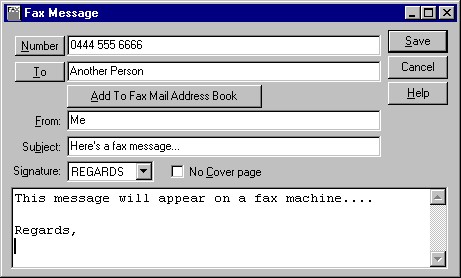 Fax Message
Number 0444 555 6666 Save
To Another Person Cancel
Add To Fax Mail Address Book Help
From: Me
Subject: Here's a fax message...
Signature: REGARDS No Cover page
This message will appear on a fax machine....
Regards,